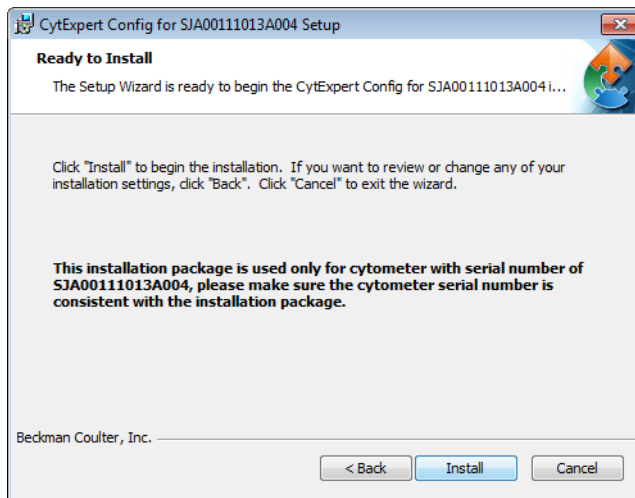 CytExpert Config for SJA00111013A004 Setup
Ready to Install
The Setup Wizard is ready to begin the CytExpert Config for SJA00111013A004 i...
Click "Install" to begin the installation. If you want to review or change any of your
installation settings, click "Back". Click "Cancel" to exit the wizard.
This installation package is used only for cytometer with serial number of
SJA00111013A004, please make sure the cytometer serial number is
consistent with the installation package.
Beckman Coulter, Inc.
< Back Install Cancel